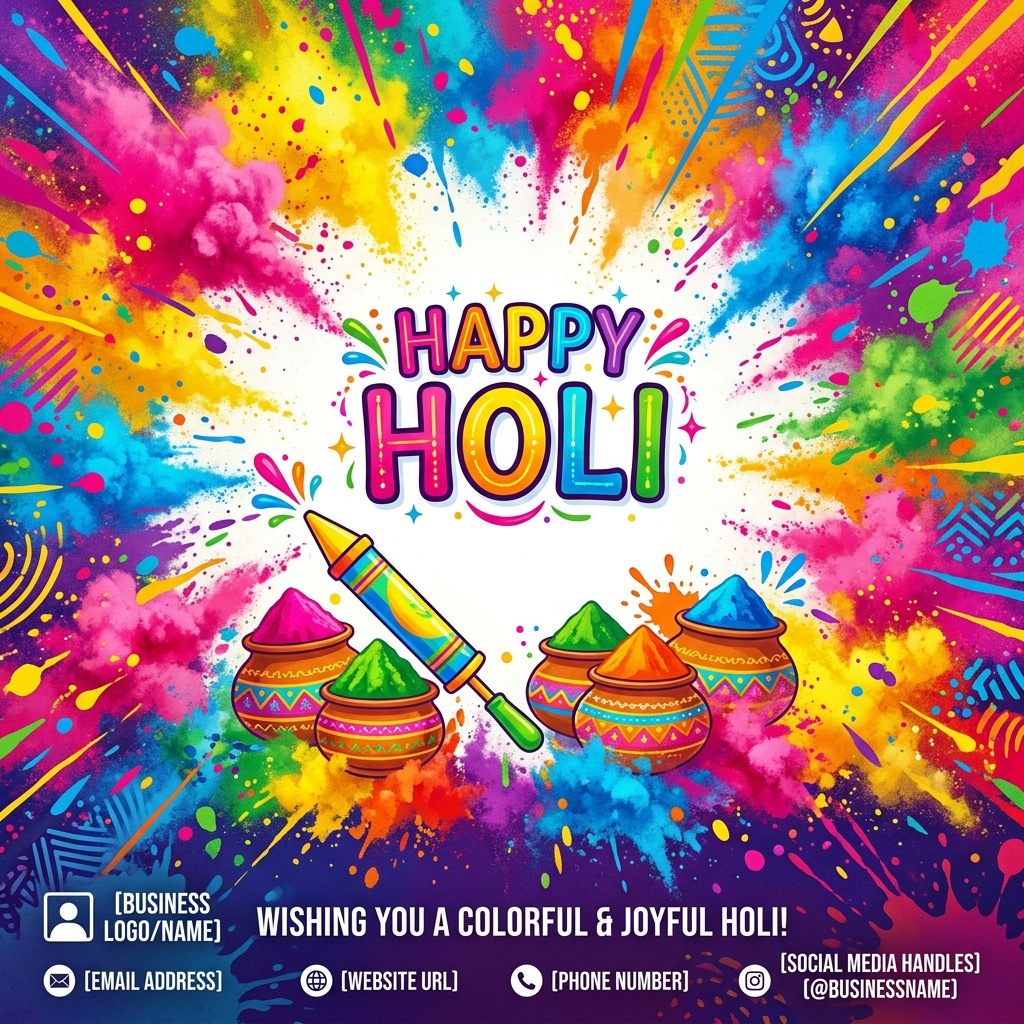 HAPPY
HOLI
[BUSINESS
LOGO/NAME]
WISHING YOU A COLORFUL & JOYFUL HOLI!
[EMAIL ADDRESS]
[WEBSITE URL]
[PHONE NUMBER]
[SOCIAL MEDIA HANDLES]
(@BUSINESSNAME]